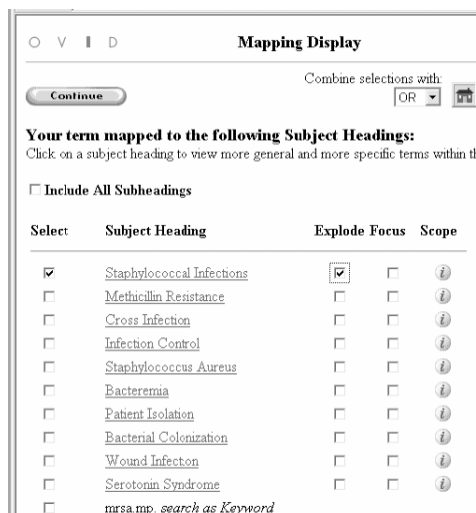 O V I D Mapping Display
Combine selections with:
Continue OR
Your term mapped to the following Subject Headings:
Click on a subject heading to view more general and more specific terms within
Include All Subheadings
Select Subject Heading Explode Focus Scope
Staphylococcal Infections
Methicillin Resistance
Cross Infection
Infection Control
Staphylococcus Aureus
Bacteremia
Patient Isolation
Bacterial Colonization
Wound Infection
Serotonin Syndrome
mrsa.mp. search as Keyword